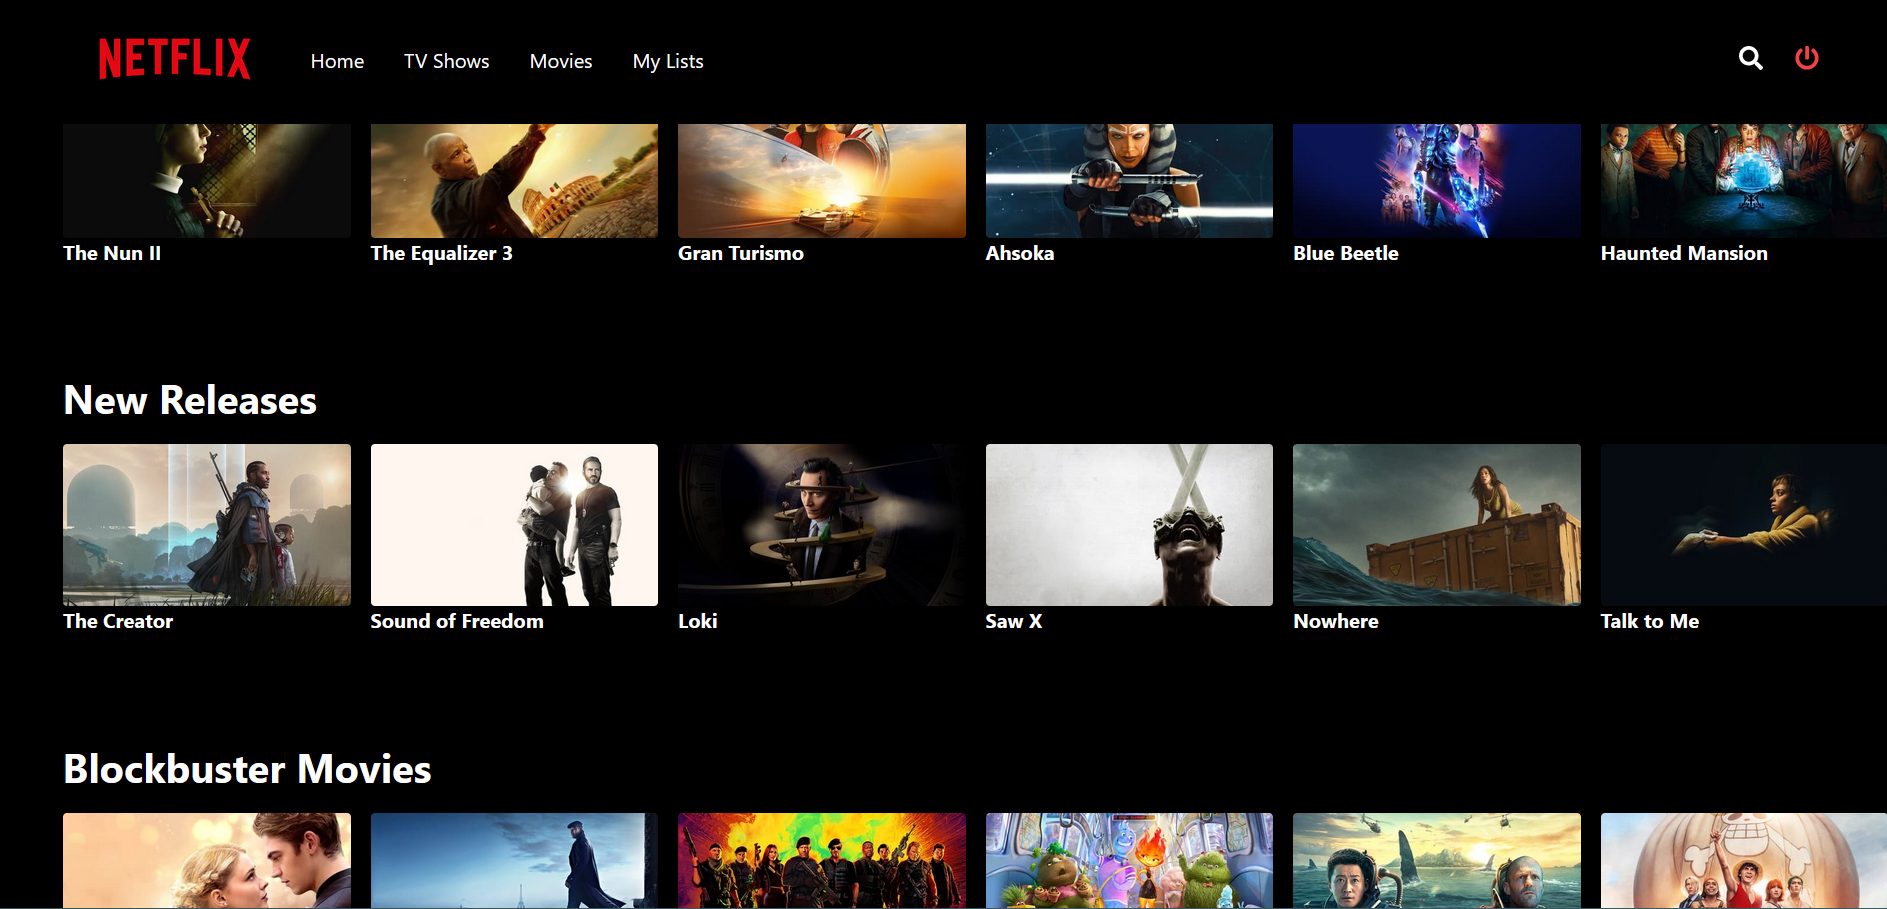 NETFLIX Home TV Shows Movies My Lists
The Nun II The Equalizer 3 Gran Turismo Ahsoka Blue Beetle Haunted Mansion
New Releases
The Creator Sound of Freedom Loki Saw X Nowhere Talk to Me
Blockbuster Movies